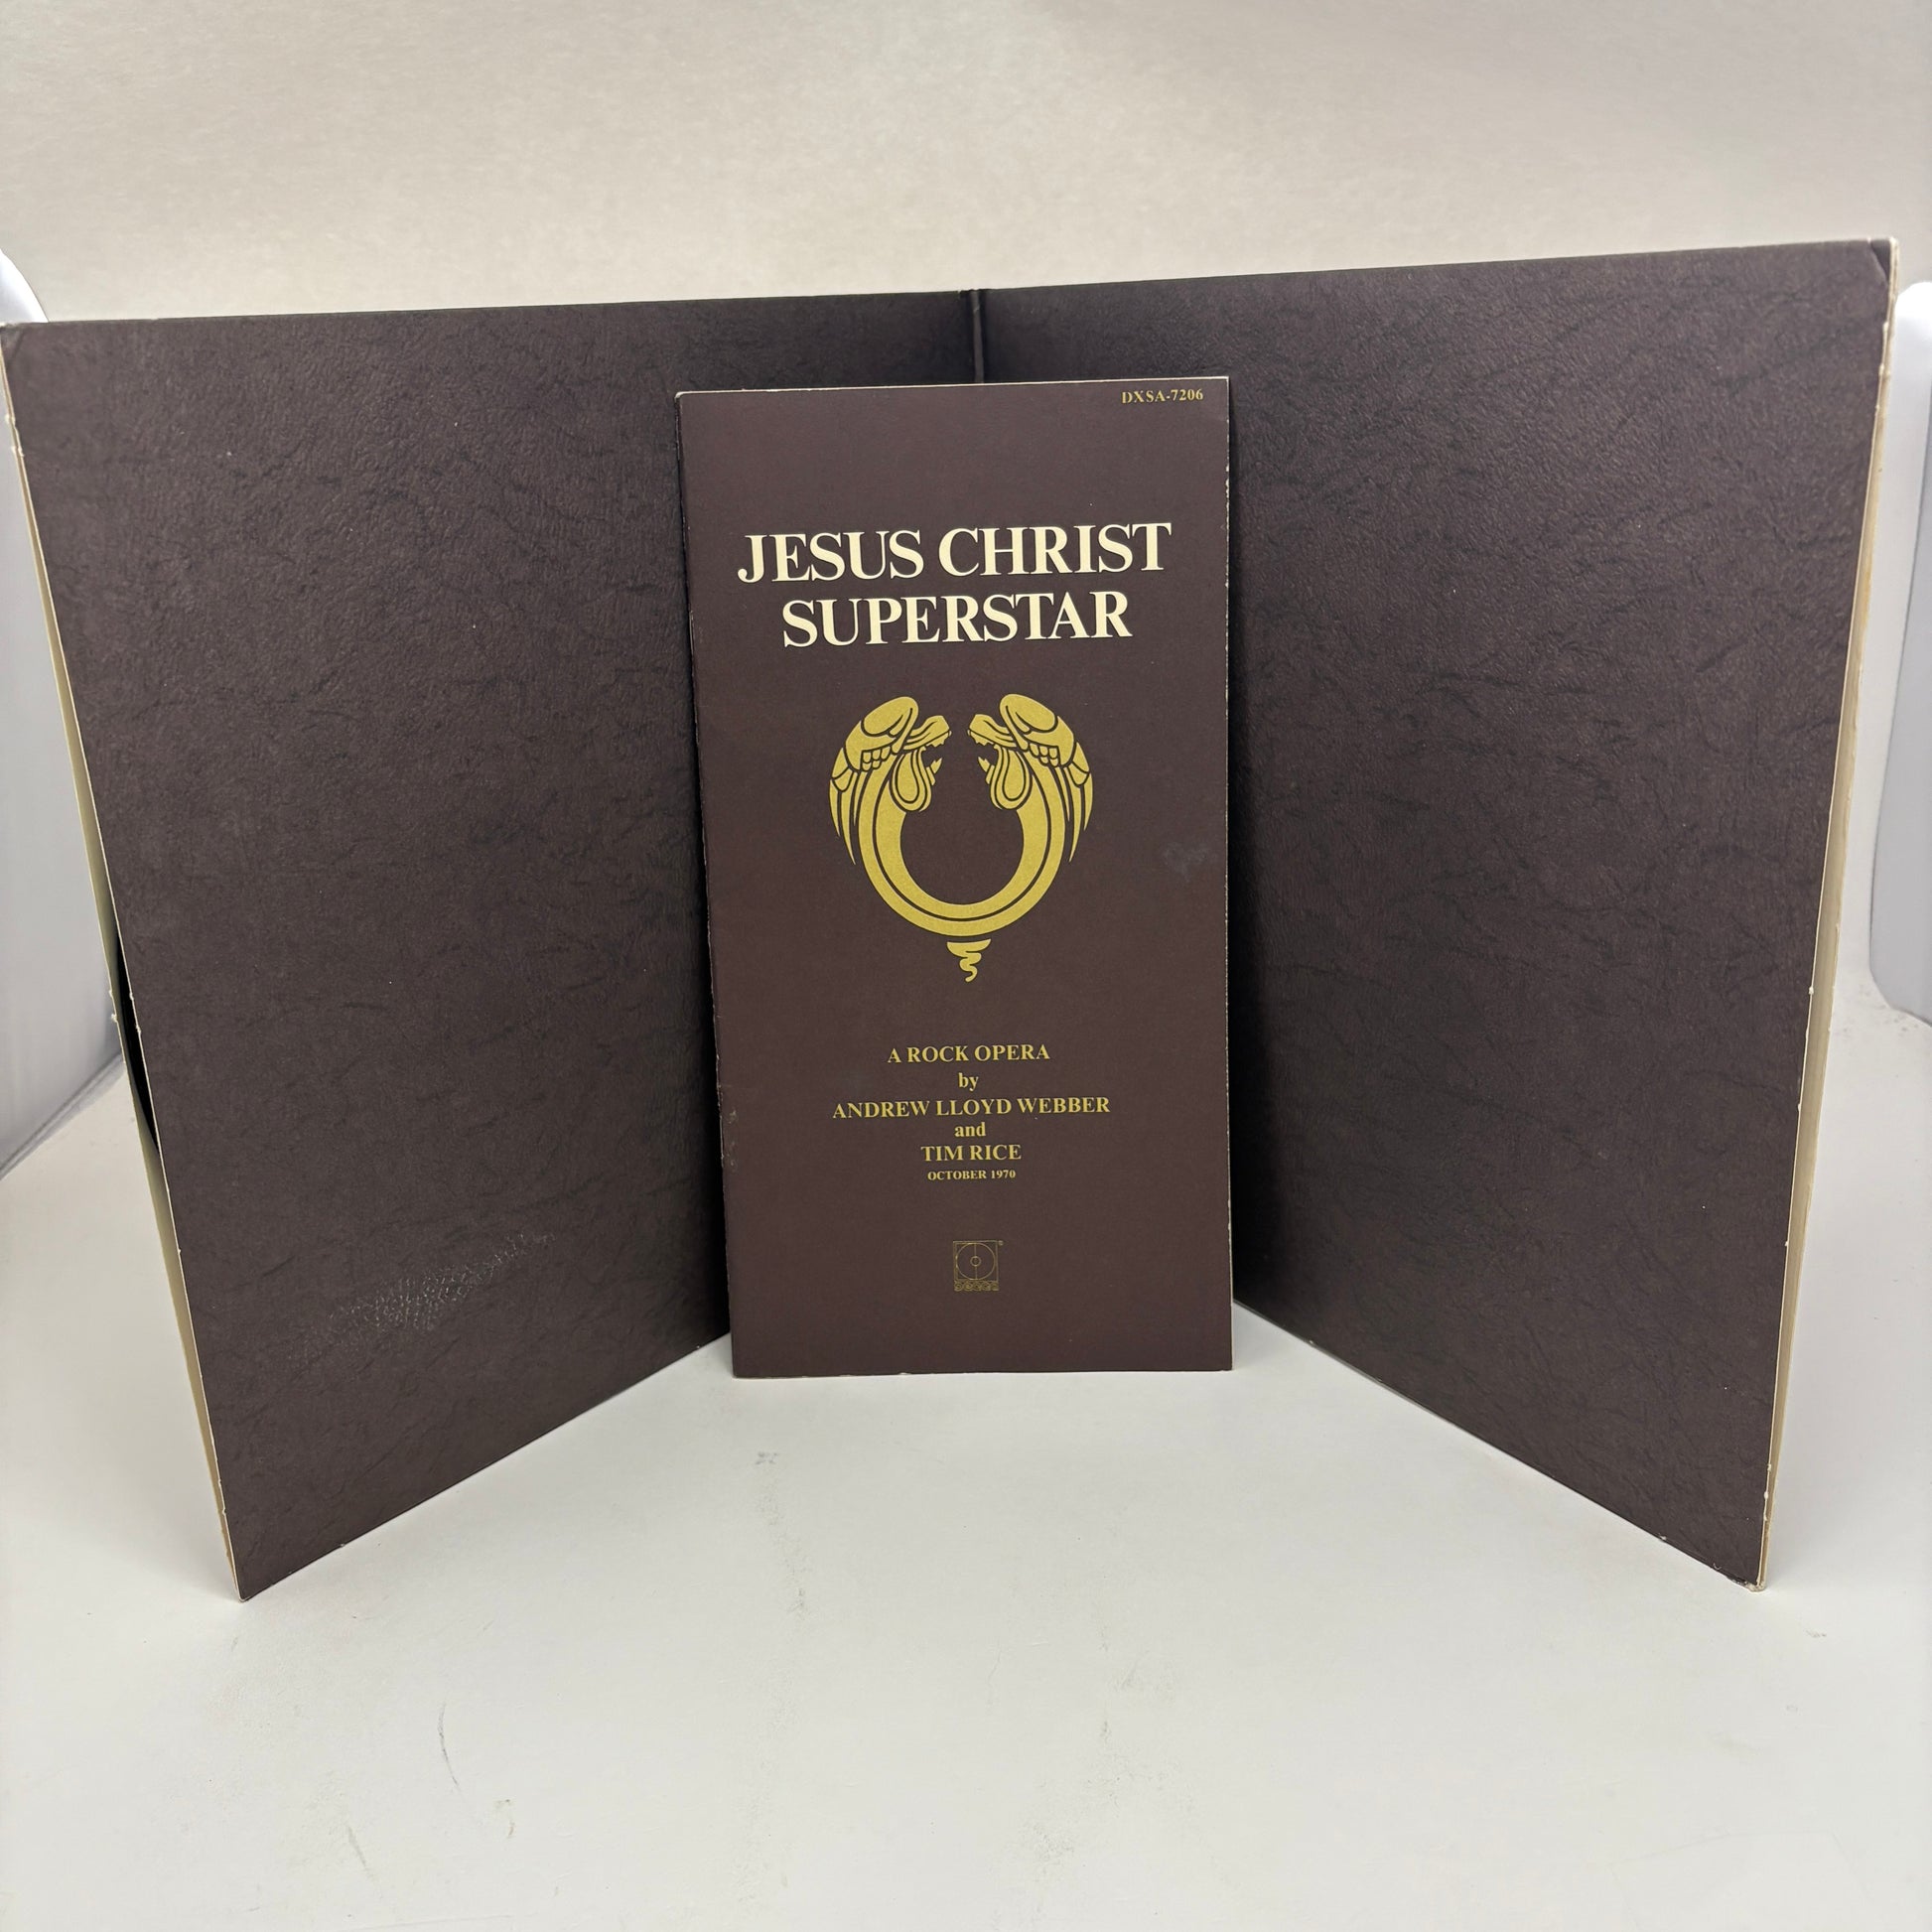 DXSA-7206
JESUS CHRIST
SUPERSTAR
A ROCK OPERA
by
ANDREW LLOYD WEBBER
and
TIM RICE
OCTOBER 1970